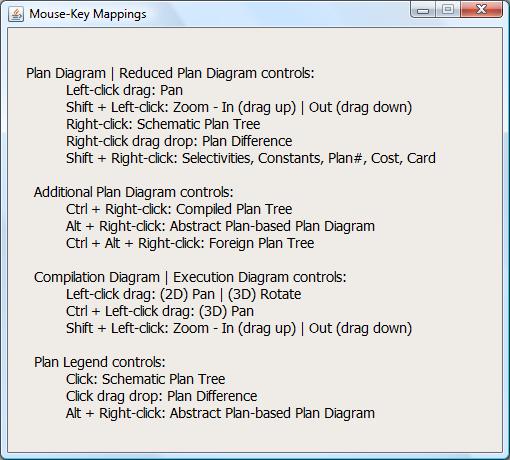 Mouse-Key Mappings
Plan Diagram | Reduced Plan Diagram controls:
Left-click drag: Pan
Shift + Left-click: Zoom - In (drag up) | Out (drag down)
Right-click: Schematic Plan Tree
Right-click drag drop: Plan Difference
Shift + Right-click: Selectivities, Constants, Plan#, Cost, Card
Additional Plan Diagram controls:
Ctrl + Right-click: Compiled Plan Tree
Alt + Right-click: Abstract Plan-based Plan Diagram
Ctrl + Alt + Right-click: Foreign Plan Tree
Compilation Diagram | Execution Diagram controls:
Left-click drag: (2D) Pan | (3D) Rotate
Ctrl + Left-click drag: (3D) Pan
Shift + Left-click: Zoom - In (drag up) | Out (drag down)
Plan Legend controls:
Click: Schematic Plan Tree
Click drag drop: Plan Difference
Alt + Right-click: Abstract Plan-based Plan Diagram